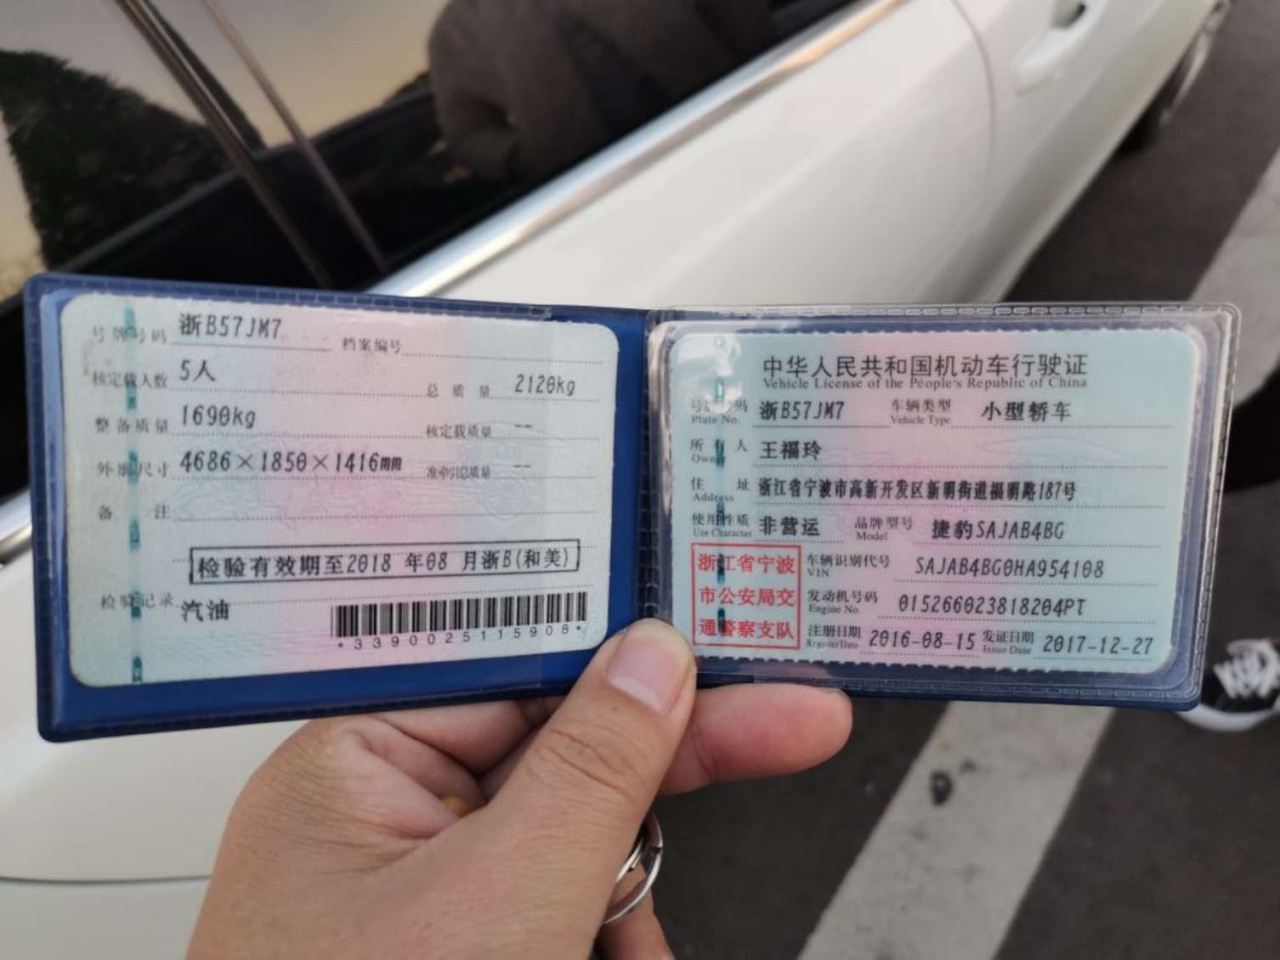 号牌号码 浙B57JM7 档案编号
核定载人数 5人 总质量 2120kg
整备质量 1690kg 核定载质量 --
外廓尺寸 4686×1850×1416mm 准牵引总质量 --
备注
检验有效期至2018 年08 月浙B(和美)
检验记录 汽油
*3390025115908*
中华人民共和国机动车行驶证
Vehicle License of the People's Republic of China
号牌号码 浙B57JM7 车辆类型 小型轿车
Plate No. Vehicle Type
所有人 王福玲
Owner
住址 浙江省宁波市高新开发区新明街道福明路187号
Address
使用性质 非营运 品牌型号 捷豹SAJAB4BG
Use Character Model
浙江省宁波
市公安局交
通警察支队
车辆识别代号 SAJAB4BG0HA954108
VIN
发动机号码 015266023818204PT
Engine No.
注册日期 2016-08-15 发证日期 2017-12-27
Register Date Issue Date